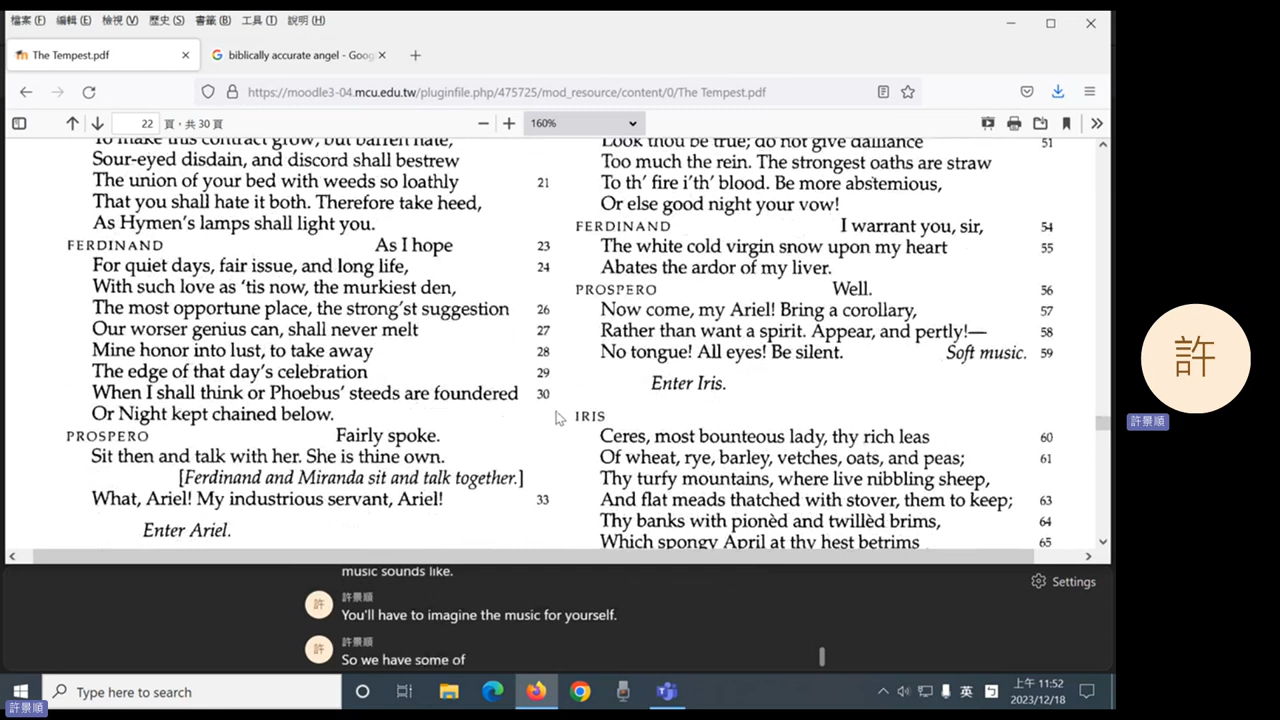 檔案 (F) 編輯 (E) 檢視 (V) 歷史 (S) 書籤 (B) 工具 (T) 說明 (H)
The Tempest.pdf
biblically accurate angel - Goog
https://moodle3-04.mcu.edu.tw/pluginfile.php/475725/mod_resource/content/0/The Tempest.pdf
22 頁，共 30 頁
160%
To make this contract grow, but barren hate,
Sour-eyed disdain, and discord shall bestrew
The union of your bed with weeds so loathly 21
That you shall hate it both. Therefore take heed,
As Hymen's lamps shall light you.
FERDINAND As I hope 23
For quiet days, fair issue, and long life, 24
With such love as 'tis now, the murkiest den,
The most opportune place, the strong'st suggestion 26
Our worser genius can, shall never melt 27
Mine honor into lust, to take away 28
The edge of that day's celebration 29
When I shall think or Phoebus' steeds are foundered 30
Or Night kept chained below.
PROSPERO Fairly spoke.
Sit then and talk with her. She is thine own.
[Ferdinand and Miranda sit and talk together.]
What, Ariel! My industrious servant, Ariel! 33
Enter Ariel.
Look thou be true; do not give dalliance 51
Too much the rein. The strongest oaths are straw
To th' fire i'th' blood. Be more abstemious,
Or else good night your vow!
FERDINAND I warrant you, sir, 54
The white cold virgin snow upon my heart 55
Abates the ardor of my liver.
PROSPERO Well. 56
Now come, my Ariel! Bring a corollary, 57
Rather than want a spirit. Appear, and pertly!— 58
No tongue! All eyes! Be silent. Soft music. 59
Enter Iris.
IRIS
Ceres, most bounteous lady, thy rich leas 60
Of wheat, rye, barley, vetches, oats, and peas; 61
Thy turfy mountains, where live nibbling sheep,
And flat meads thatched with stover, them to keep; 63
Thy banks with pionèd and twillèd brims, 64
Which spongy April at thy hest betrims 65
許
許景順
music sounds like.
Settings
許
許景順
You'll have to imagine the music for yourself.
許
許景順
So we have some of
Type here to search
英
上午 11:52
2023/12/18
許景順